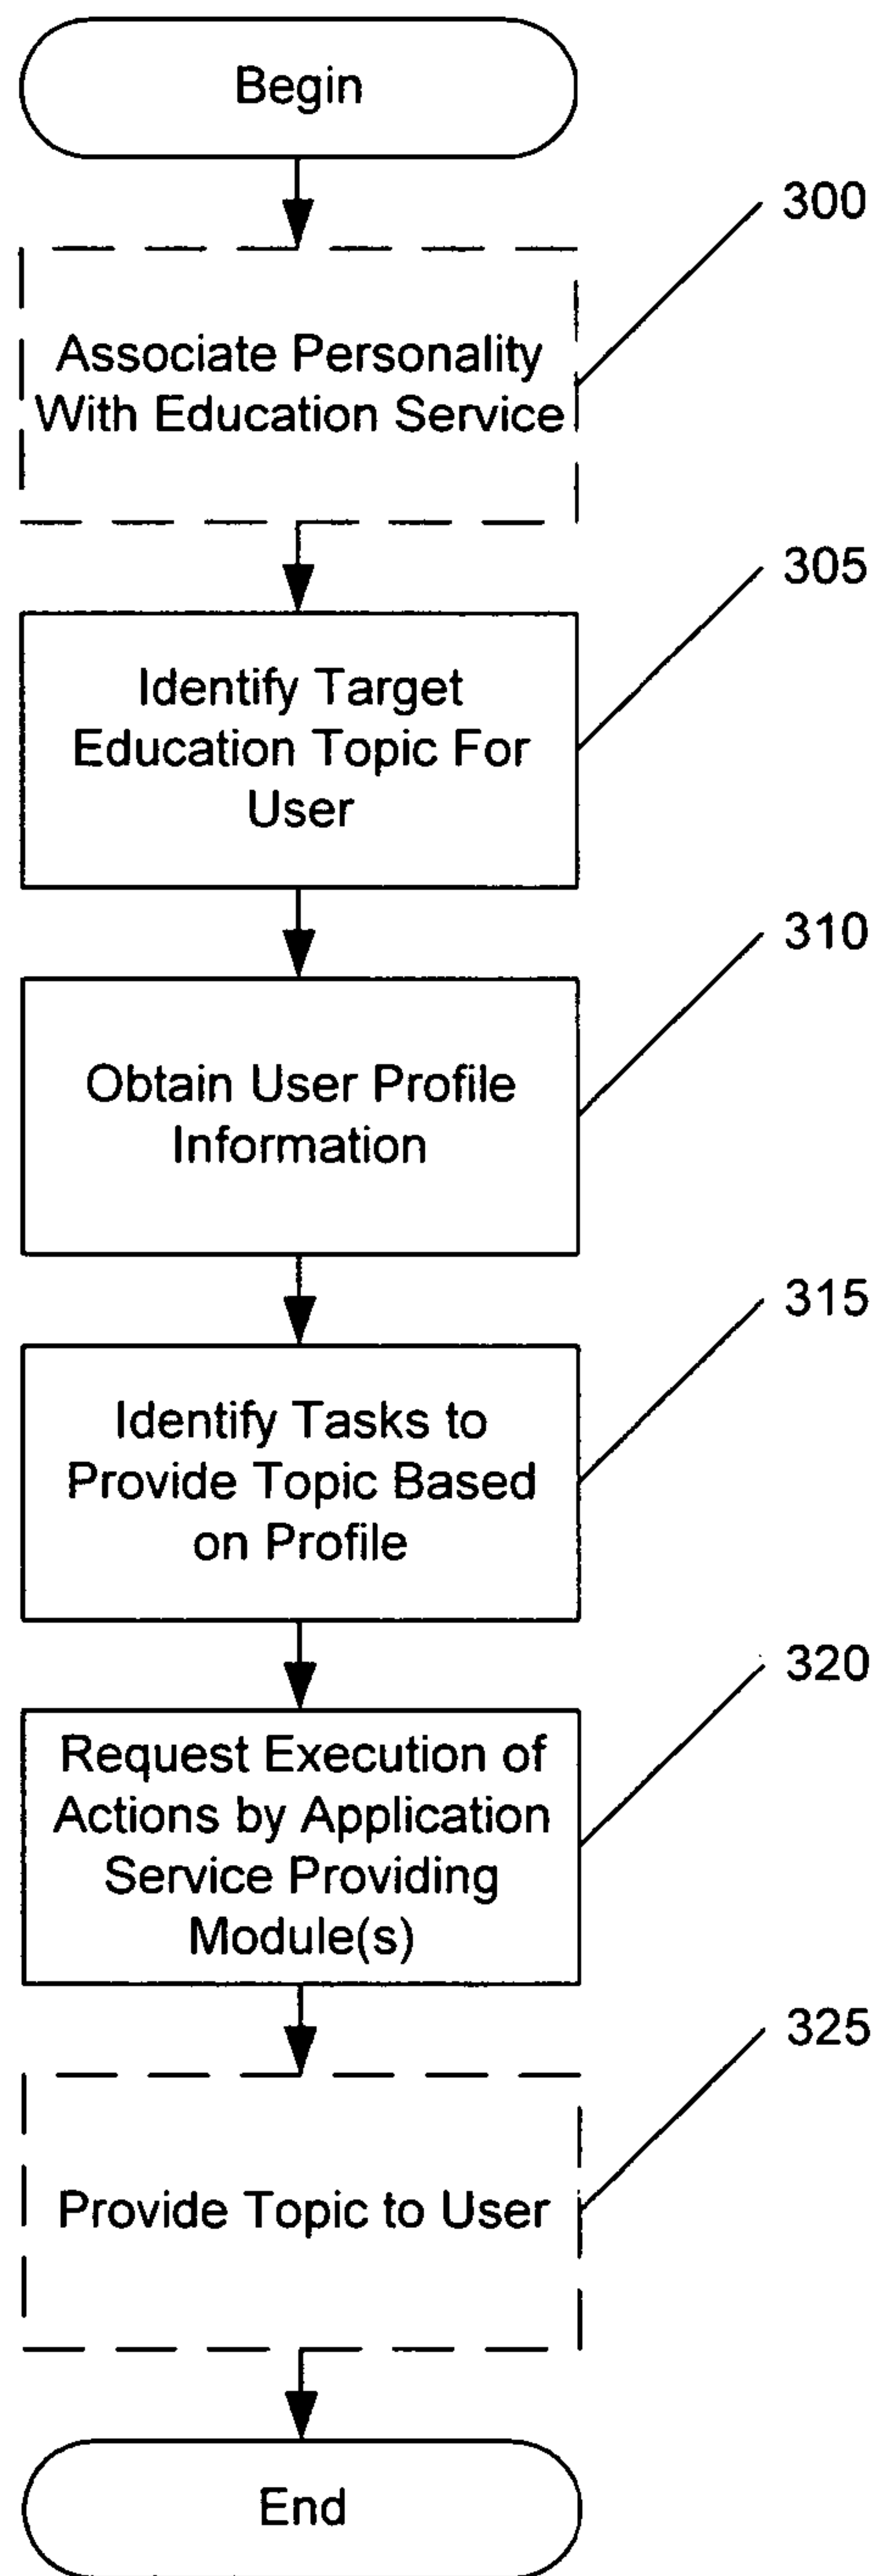 Begin
300
Associate Personality
With Education Service
305
Identify Target
Education Topic For
User
310
Obtain User Profile
Information
315
Identify Tasks to
Provide Topic Based
on Profile
320
Request Execution of
Actions by Application
Service Providing
Module(s)
325
Provide Topic to User
End